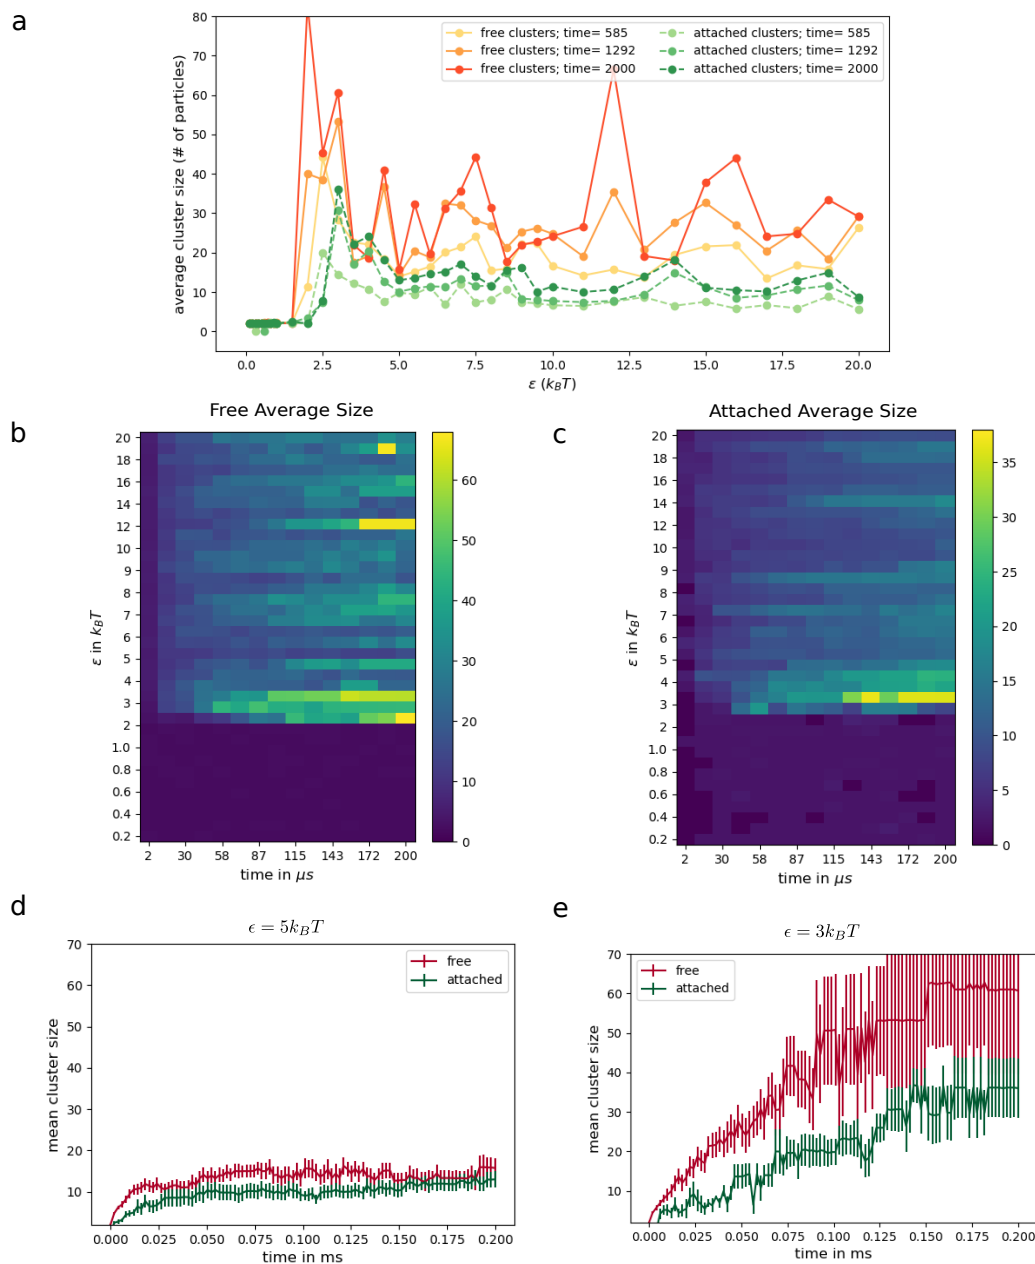 a
average cluster size (# of particles)
80
70
60
50
40
30
20
10
0
free clusters; time= 585
free clusters; time= 1292
free clusters; time= 2000
attached clusters; time= 585
attached clusters; time= 1292
attached clusters; time= 2000
0.0 2.5 5.0 7.5 10.0 12.5 15.0 17.5 20.0
ε (k_BT)
b
Free Average Size
ε in k_BT
20
18
16
14
12
10
9
8
7
6
5
4
3
2
1.0
0.8
0.6
0.4
0.2
2 30 58 87 115 143 172 200
time in μs
60
50
40
30
20
10
0
c
Attached Average Size
ε in k_BT
20
18
16
14
12
10
9
8
7
6
5
4
3
2
1.0
0.8
0.6
0.4
0.2
2 30 58 87 115 143 172 200
time in μs
35
30
25
20
15
10
5
0
d
ϵ = 5k_BT
mean cluster size
70
60
50
40
30
20
10
free
attached
0.000 0.025 0.050 0.075 0.100 0.125 0.150 0.175 0.200
time in ms
e
ϵ = 3k_BT
mean cluster size
70
60
50
40
30
20
10
free
attached
0.000 0.025 0.050 0.075 0.100 0.125 0.150 0.175 0.200
time in ms